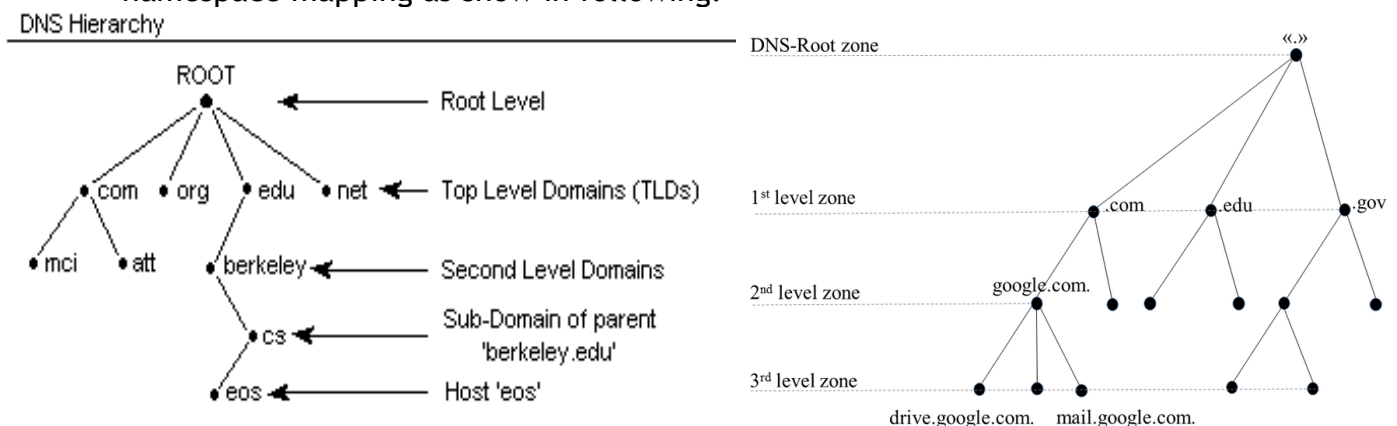 namespace mapping as show in following:
DNS Hierarchy
ROOT
Root Level
com
org
edu
net
Top Level Domains (TLDs)
mci
att
berkeley
Second Level Domains
cs
Sub-Domain of parent
'berkeley.edu'
eos
Host 'eos'
«.»
DNS-Root zone
1st level zone
.com
.edu
.gov
google.com.
2nd level zone
3rd level zone
drive.google.com.
mail.google.com.